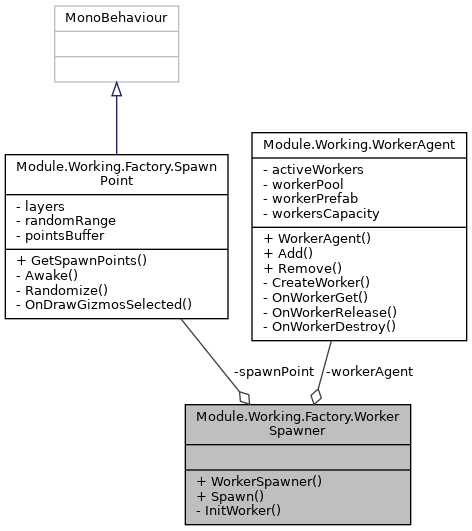 MonoBehaviour
Module.Working.Factory.Spawn
Point
- layers
- randomRange
- pointsBuffer
+ GetSpawnPoints()
- Awake()
- Randomize()
- OnDrawGizmosSelected()
Module.Working.WorkerAgent
- activeWorkers
- workerPool
- workerPrefab
- workersCapacity
+ WorkerAgent()
+ Add()
+ Remove()
- CreateWorker()
- OnWorkerGet()
- OnWorkerRelease()
- OnWorkerDestroy()
-spawnPoint
-workerAgent
Module.Working.Factory.Worker
Spawner
+ WorkerSpawner()
+ Spawn()
- InitWorker()